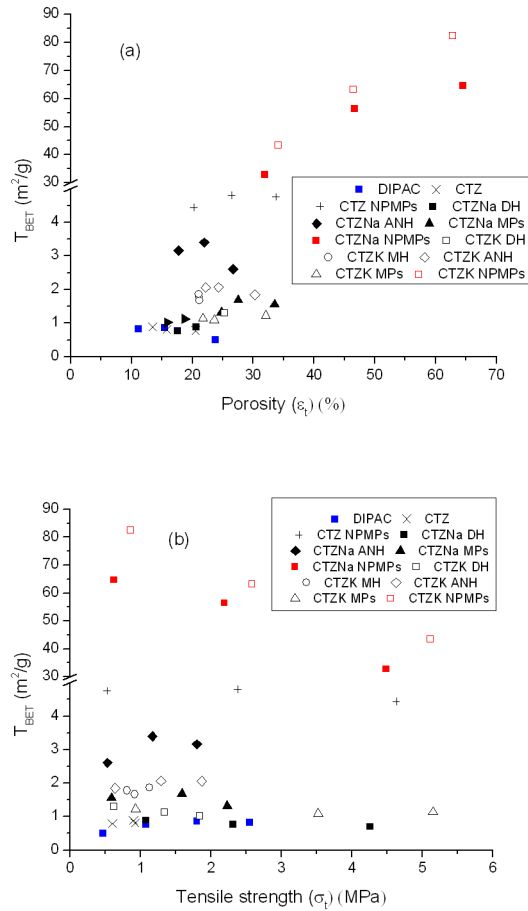 (a)
90
80
70
60
50
40
30
4
3
2
1
0
T_BET (m²/g)
DIPAC CTZ
CTZ NPMPs CTZNa DH
CTZNa ANH CTZNa MPs
CTZNa NPMPs CTZK DH
CTZK MH CTZK ANH
CTZK MPs CTZK NPMPs
0 10 20 30 40 50 60 70
Porosity (ε_t) (%)
(b)
90
80
70
60
50
40
30
4
3
2
1
0
T_BET (m²/g)
DIPAC CTZ
CTZ NPMPs CTZNa DH
CTZNa ANH CTZNa MPs
CTZNa NPMPs CTZK DH
CTZK MH CTZK ANH
CTZK MPs CTZK NPMPs
0 1 2 3 4 5 6
Tensile strength (σ_t) (MPa)